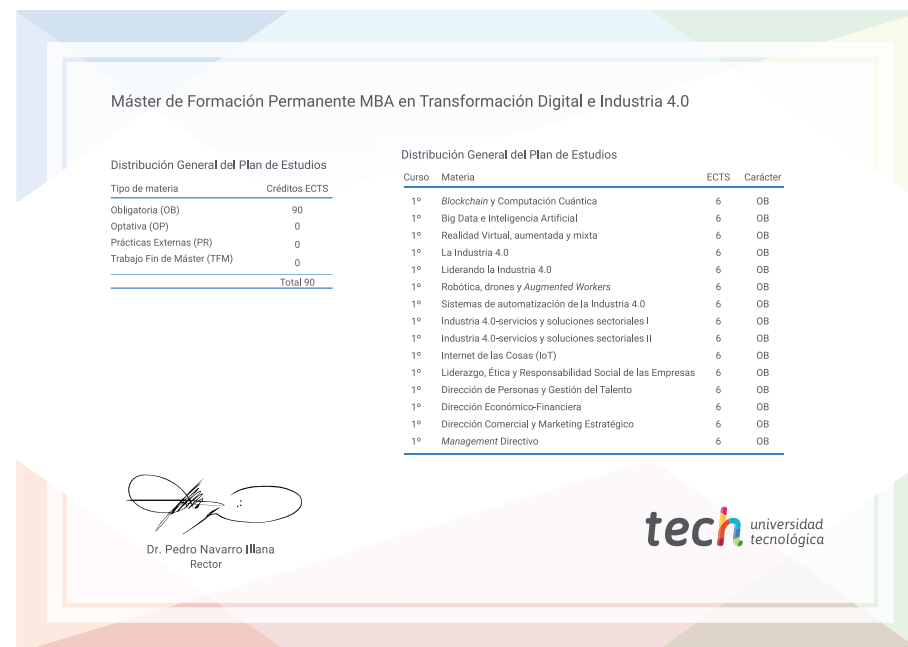 Máster de Formación Permanente MBA en Transformación Digital e Industria 4.0
Distribución General del Plan de Estudios
Tipo de materia Créditos ECTS
Obligatoria (OB) 90
Optativa (OP) 0
Prácticas Externas (PR) 0
Trabajo Fin de Máster (TFM) 0
Total 90
Distribución General del Plan de Estudios
Curso Materia ECTS Carácter
1º Blockchain y Computación Cuántica 6 OB
1º Big Data e Inteligencia Artificial 6 OB
1º Realidad Virtual, aumentada y mixta 6 OB
1º La Industria 4.0 6 OB
1º Liderando la Industria 4.0 6 OB
1º Robótica, drones y Augmented Workers 6 OB
1º Sistemas de automatización de la Industria 4.0 6 OB
1º Industria 4.0-servicios y soluciones sectoriales I 6 OB
1º Industria 4.0-servicios y soluciones sectoriales II 6 OB
1º Internet de las Cosas (IoT) 6 OB
1º Liderazgo, Ética y Responsabilidad Social de las Empresas 6 OB
1º Dirección de Personas y Gestión del Talento 6 OB
1º Dirección Económico-Financiera 6 OB
1º Dirección Comercial y Marketing Estratégico 6 OB
1º Management Directivo 6 OB
Dr. Pedro Navarro Illana
Rector
tech universidad
tecnológica